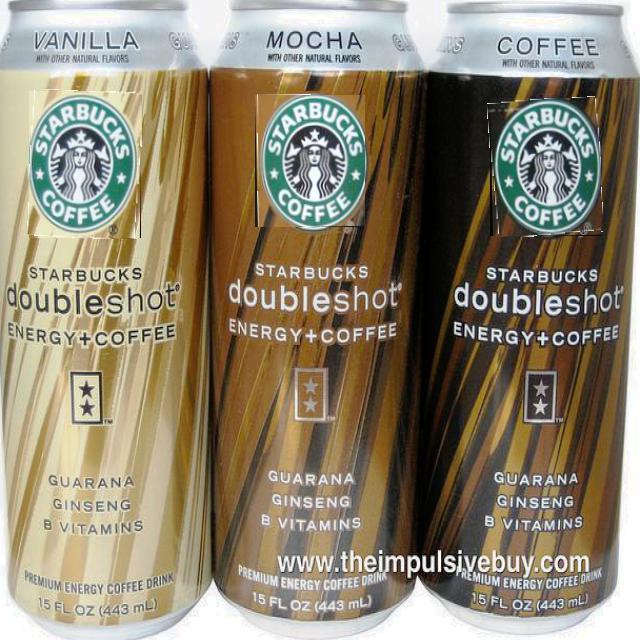 VANILLA
WITH OTHER NATURAL FLAVORS
STARBUCKS
COFFEE
STARBUCKS
doubleshot®
ENERGY+COFFEE
TM
GUARANA
GINSENG
B VITAMINS
PREMIUM ENERGY COFFEE DRINK
15 FL OZ (443 mL)
MOCHA
WITH OTHER NATURAL FLAVORS
STARBUCKS
COFFEE
STARBUCKS
doubleshot®
ENERGY+COFFEE
TM
GUARANA
GINSENG
B VITAMINS
PREMIUM ENERGY COFFEE DRINK
15 FL OZ (443 mL)
COFFEE
WITH OTHER NATURAL FLAVORS
STARBUCKS
COFFEE
STARBUCKS
doubleshot®
ENERGY+COFFEE
TM
GUARANA
GINSENG
B VITAMINS
PREMIUM ENERGY COFFEE DRINK
15 FL OZ (443 mL)
www.theimpulsivebuy.com